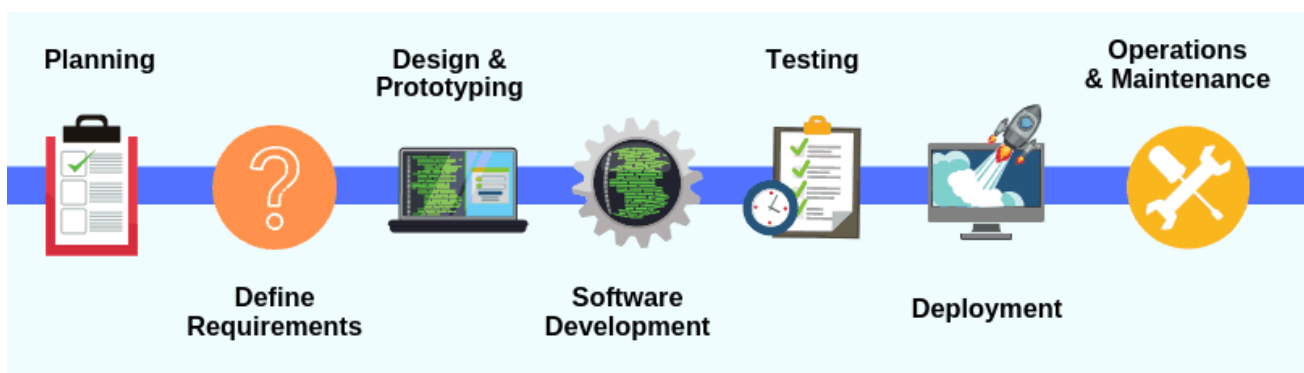 Planning
Define
Requirements
Design &
Prototyping
Software
Development
Testing
Deployment
Operations
& Maintenance